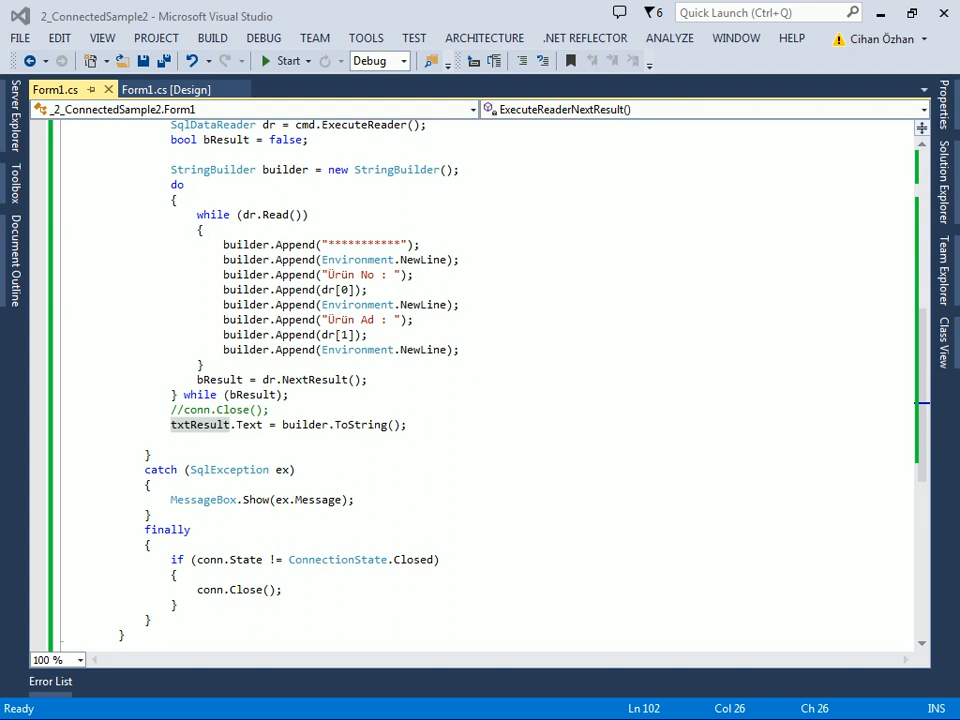 2_ConnectedSample2 - Microsoft Visual Studio
6
Quick Launch (Ctrl+Q)
FILE EDIT VIEW PROJECT BUILD DEBUG TEAM TOOLS TEST ARCHITECTURE .NET REFLECTOR ANALYZE WINDOW HELP Cihan Özhan
Start Debug
Form1.cs Form1.cs [Design]
_2_ConnectedSample2.Form1 ExecuteReaderNextResult()
Server Explorer
Toolbox
Document Outline
SqlDataReader dr = cmd.ExecuteReader();
bool bResult = false;
StringBuilder builder = new StringBuilder();
do
{
while (dr.Read())
{
builder.Append("***********");
builder.Append(Environment.NewLine);
builder.Append("Ürün No : ");
builder.Append(dr[0]);
builder.Append(Environment.NewLine);
builder.Append("Ürün Ad : ");
builder.Append(dr[1]);
builder.Append(Environment.NewLine);
}
bResult = dr.NextResult();
} while (bResult);
//conn.Close();
txtResult.Text = builder.ToString();
}
catch (SqlException ex)
{
MessageBox.Show(ex.Message);
}
finally
{
if (conn.State != ConnectionState.Closed)
{
conn.Close();
}
}
}
Properties
Solution Explorer
Team Explorer
Class View
100 %
Error List
Ready Ln 102 Col 26 Ch 26 INS